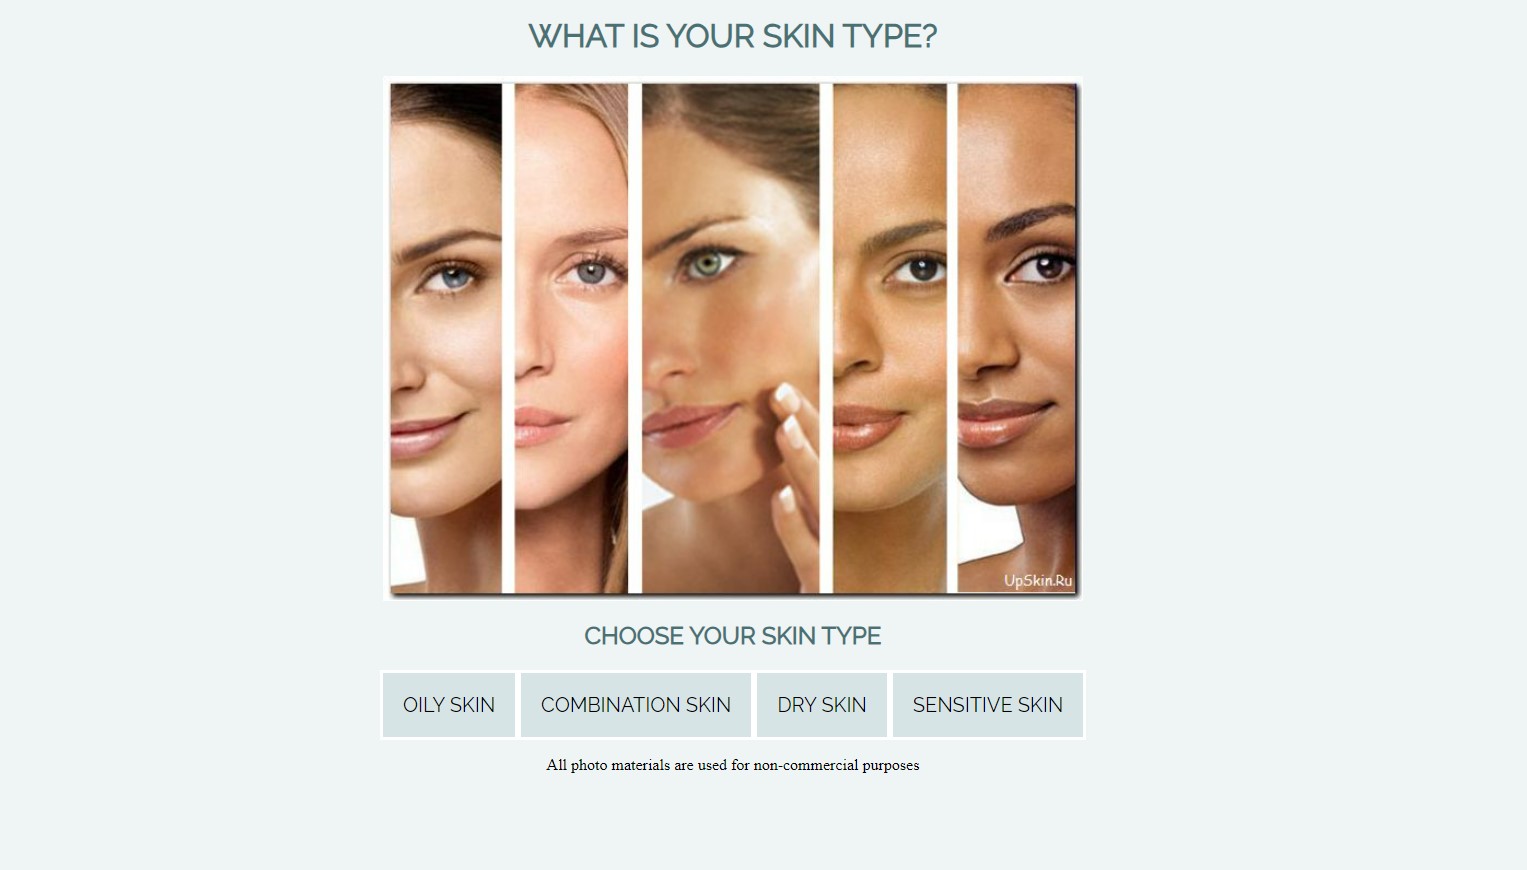 WHAT IS YOUR SKIN TYPE?
UpSkin.Ru
CHOOSE YOUR SKIN TYPE
OILY SKIN
COMBINATION SKIN
DRY SKIN
SENSITIVE SKIN
All photo materials are used for non-commercial purposes